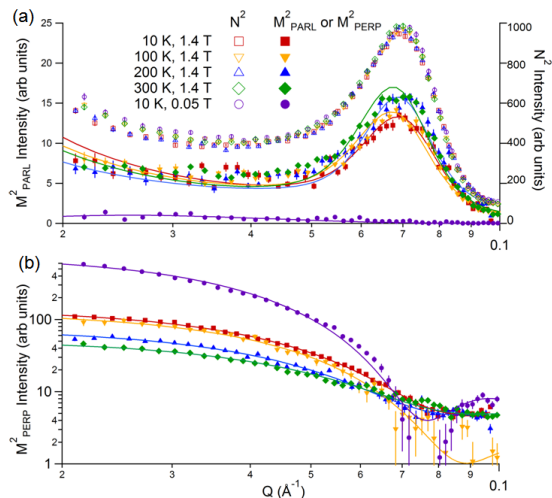 (a)
N² M²PARL or M²PERP
10 K, 1.4 T
100 K, 1.4 T
200 K, 1.4 T
300 K, 1.4 T
10 K, 0.05 T
M²PARL Intensity (arb units)
25
20
15
10
5
0
N² Intensity (arb units)
1000
800
600
400
200
0
2 3 4 5 6 7 8 9 0.1
(b)
M²PERP Intensity (arb units)
4
2
100
4
2
10
4
2
1
2 3 4 5 6 7 8 9 0.1
Q (Å⁻¹)